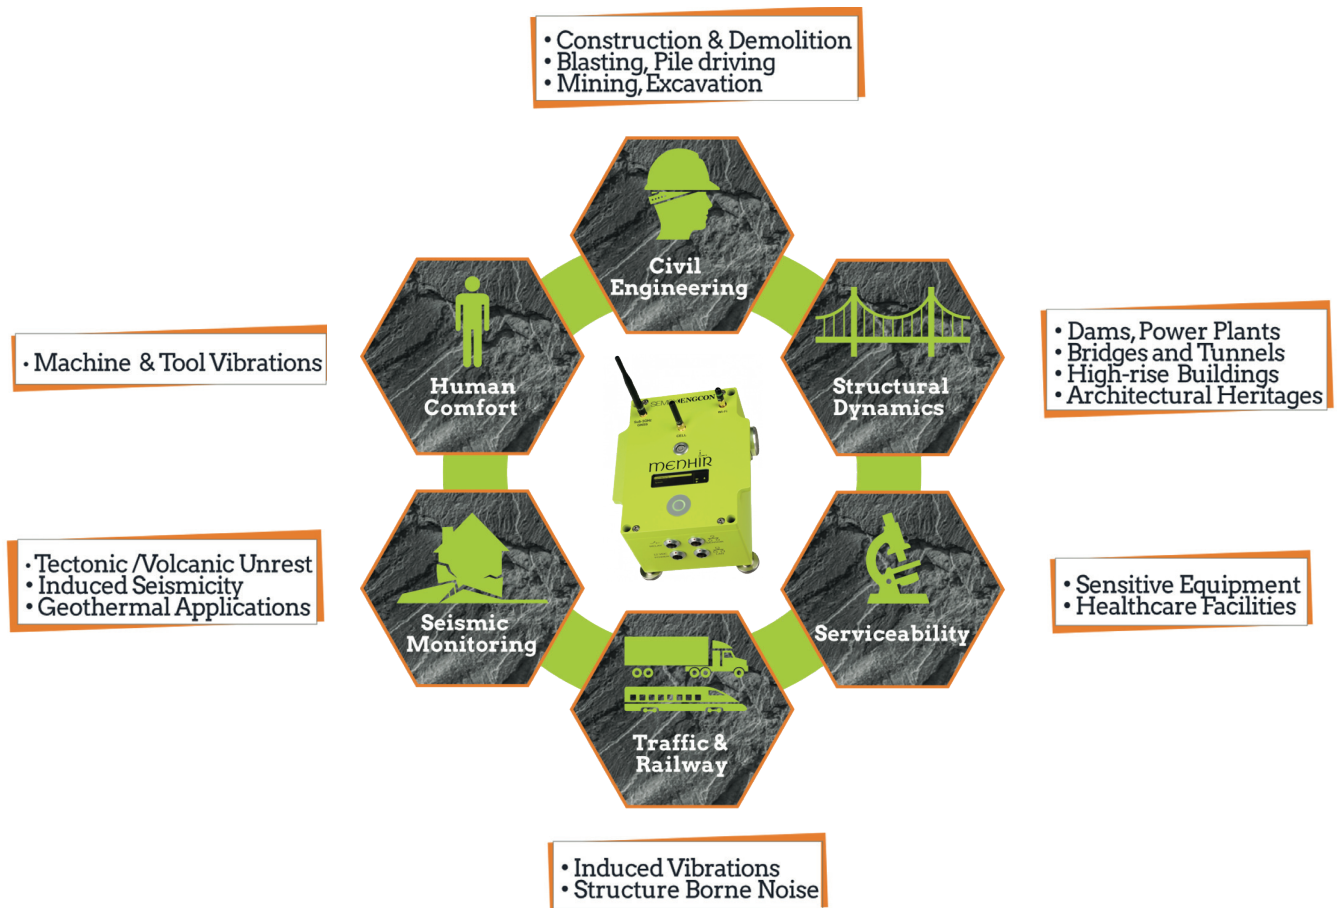 • Construction & Demolition
• Blasting, Pile driving
• Mining, Excavation
Civil
Engineering
Human
Comfort
• Machine & Tool Vibrations
Structural
Dynamics
• Dams, Power Plants
• Bridges and Tunnels
• High-rise Buildings
• Architectural Heritages
MENGCON
MENHIR
Seismic
Monitoring
• Tectonic /Volcanic Unrest
• Induced Seismicity
• Geothermal Applications
Serviceability
• Sensitive Equipment
• Healthcare Facilities
Traffic &
Railway
• Induced Vibrations
• Structure Borne Noise